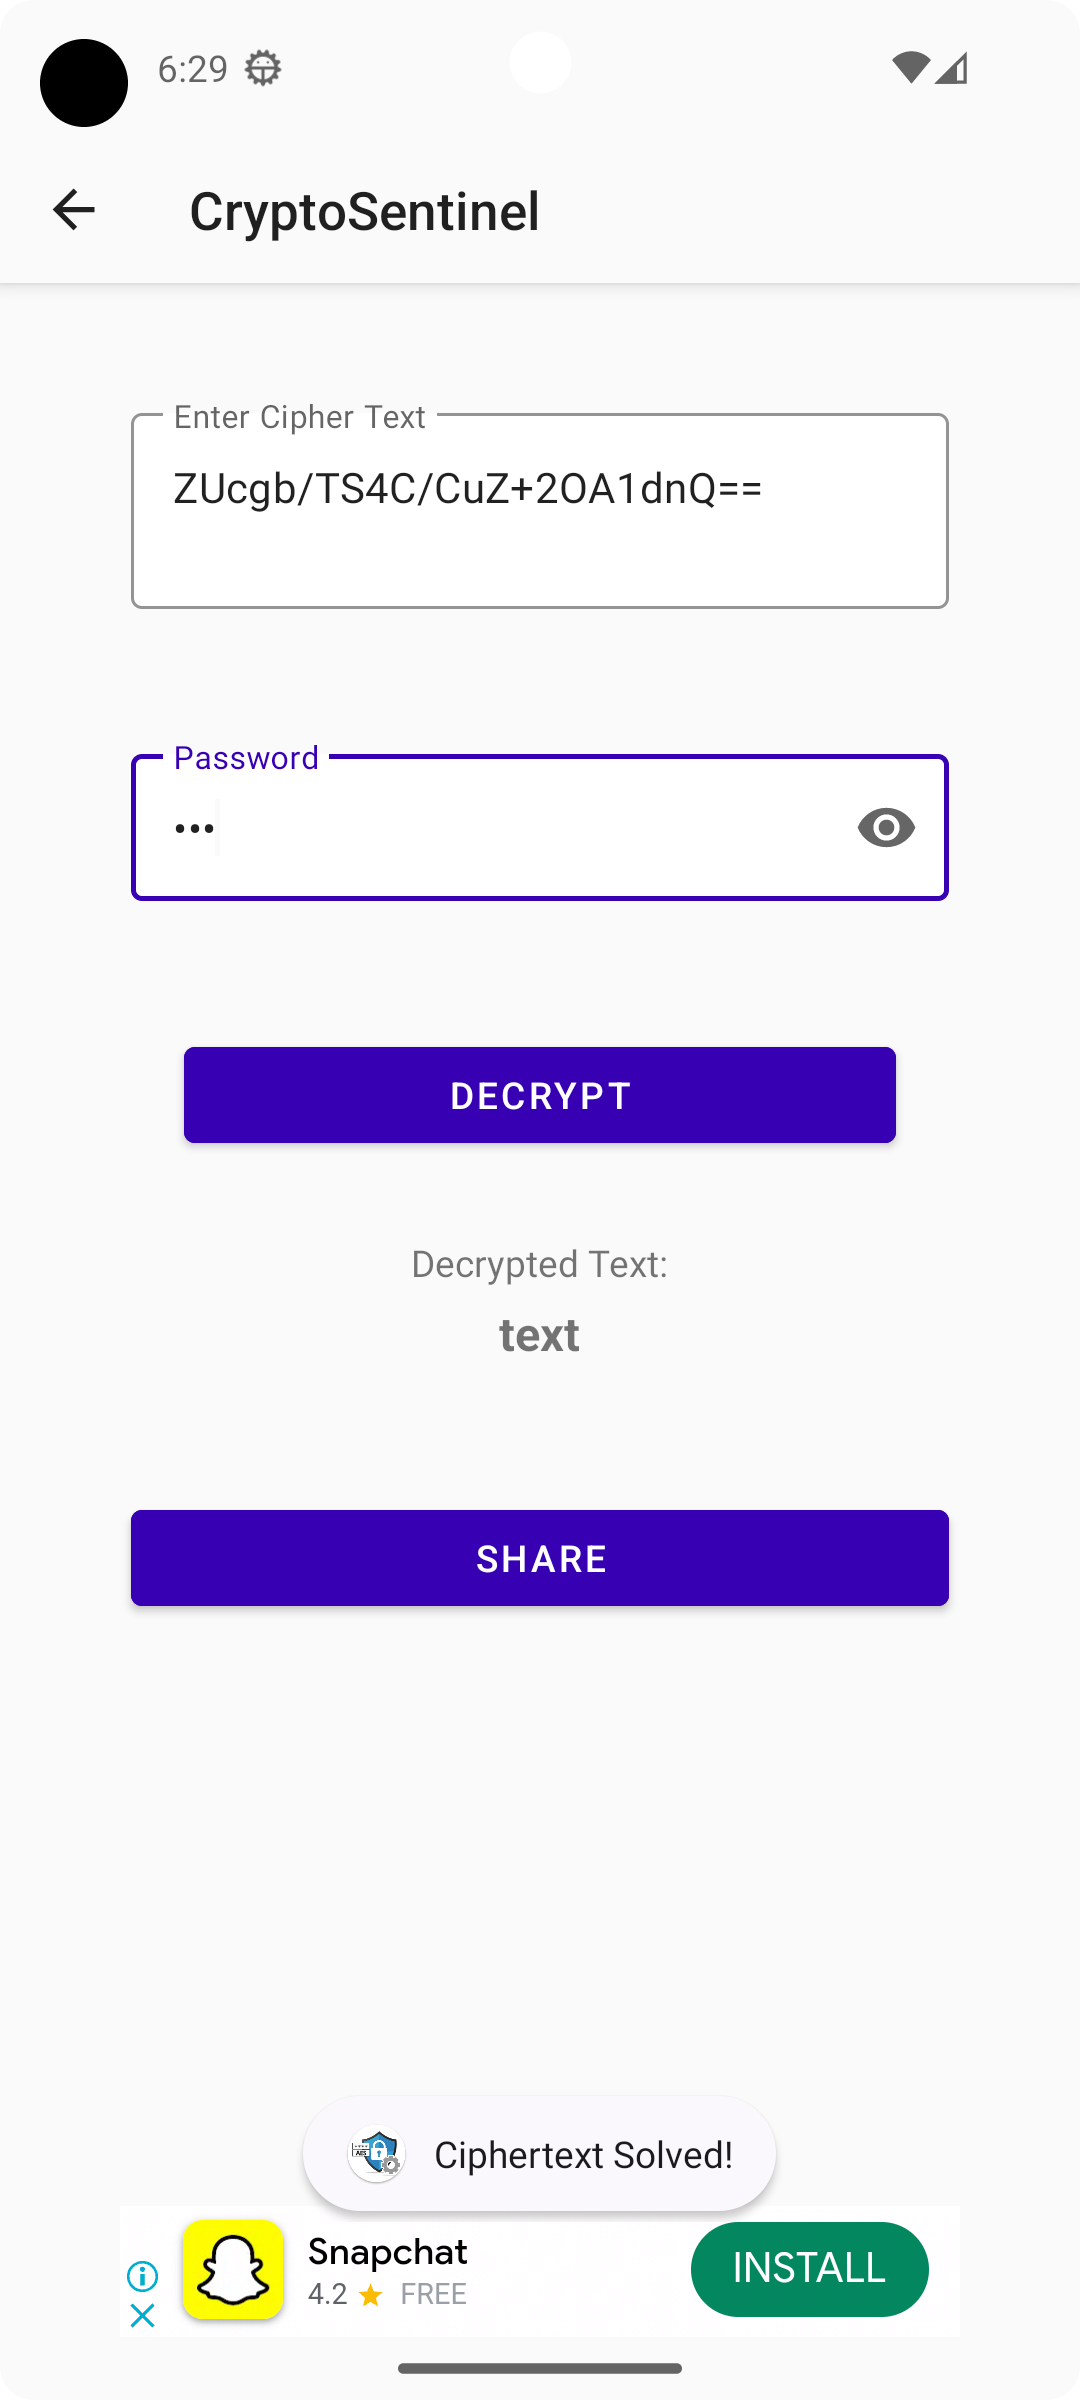 6:29
CryptoSentinel
Enter Cipher Text
ZUcgb/TS4C/CuZ+2OA1dnQ==
Password
•••
DECRYPT
Decrypted Text:
text
SHARE
Ciphertext Solved!
Snapchat
4.2 ★ FREE
INSTALL